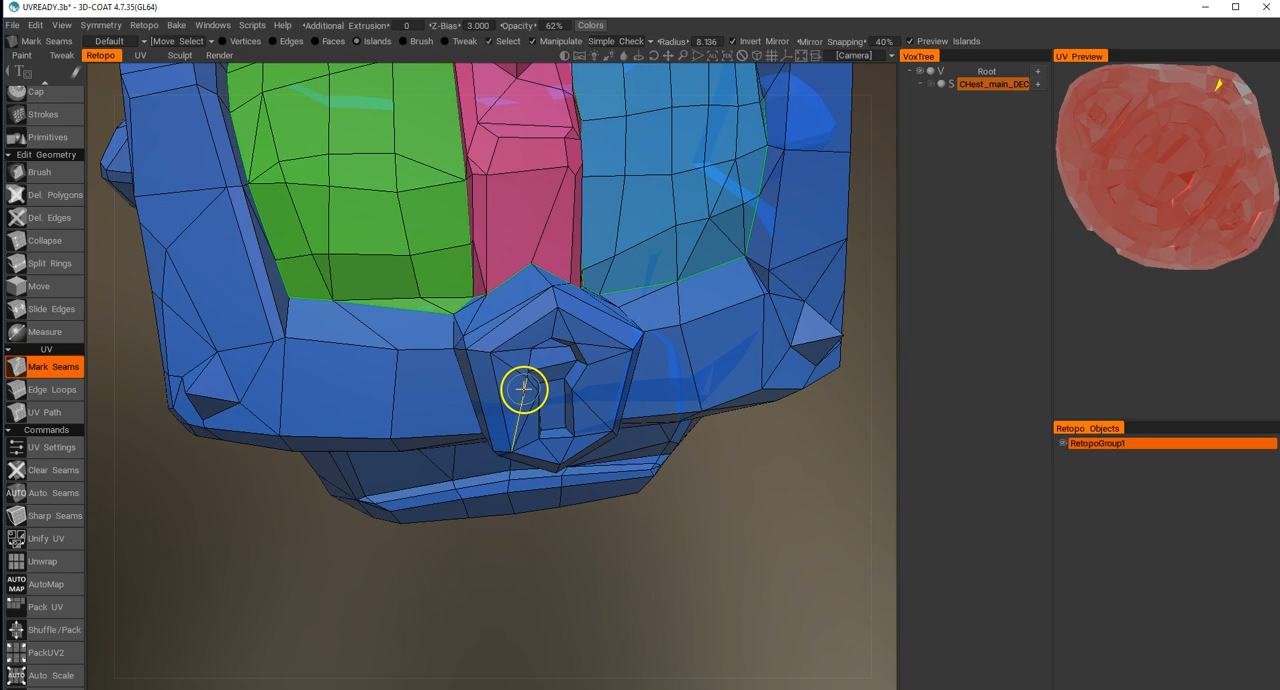 UVREADY.3b* - 3D-COAT 4.7.35(GL64)
File Edit View Symmetry Retopo Bake Windows Scripts Help Additional Extrusion: 0 Z-Bias: 3.000 Opacity: 62% Colors
Mark Seams Default [Move Select Vertices Edges Faces Islands Brush Tweak Select Manipulate Simple Check Radius: 8.136 Invert Mirror Mirror Snapping: 40% Preview Islands
Paint Tweak Retopo UV Sculpt Render [Camera] VoxTree UV Preview
V Root +
S CHest_main_DEC +
Cap
Strokes
Primitives
Edit Geometry
Brush
Del. Polygons
Del. Edges
Collapse
Split Rings
Move
Slide Edges
Measure
UV
Mark Seams
Edge Loops
UV Path
Commands
UV Settings
Clear Seams
AUTO Auto Seams
Sharp Seams
Unify UV
Unwrap
AUTO MAP AutoMap
Pack UV
Shuffle/Pack
PackUV2
AUTO Auto Scale
Retopo Objects
RetopoGroup1